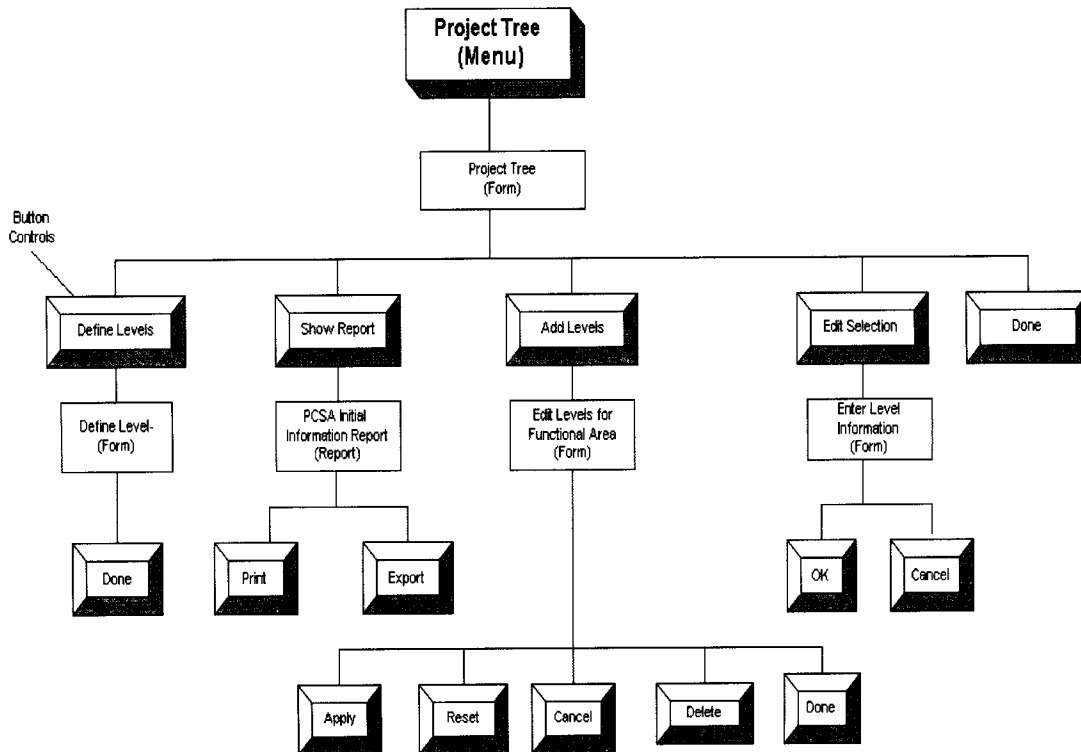 Project Tree
(Menu)
Project Tree
(Form)
Button
Controls
Define Levels
Show Report
Add Levels
Edit Selection
Done
Define Level-
(Form)
PCSA Initial
Information Report
(Report)
Edit Levels for
Functional Area
(Form)
Enter Level
Information
(Form)
Done
Print
Export
OK
Cancel
Apply
Reset
Cancel
Delete
Done